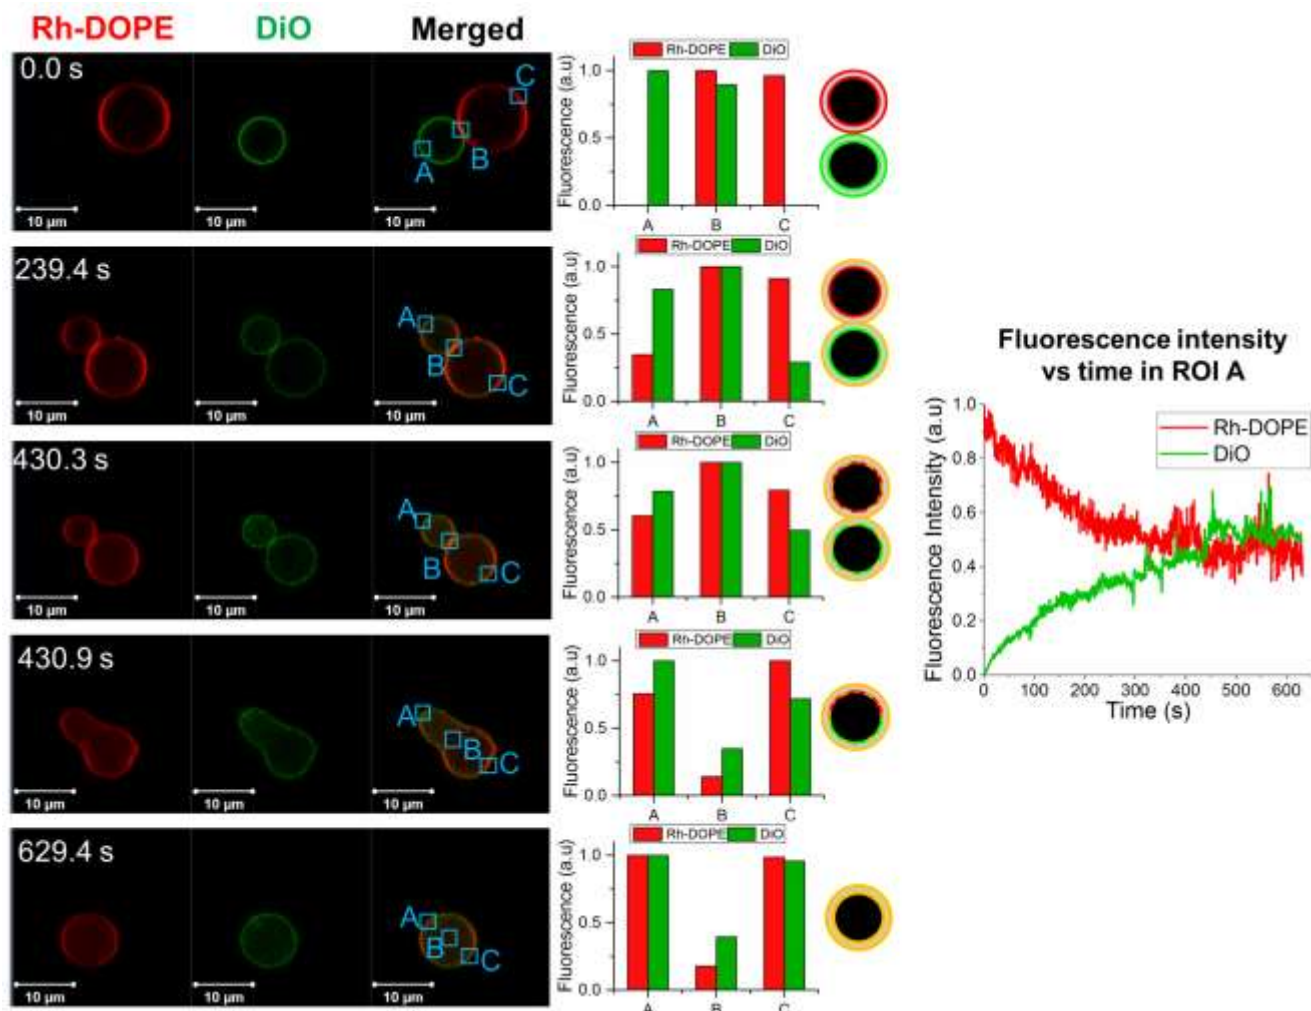 Rh-DOPE DiO Merged
0.0 s
C
B
A
10 µm 10 µm 10 µm
Rh-DOPE DiO
Fluorescence (a.u)
1.0
0.5
0.0
A B C
239.4 s
A
B
C
10 µm 10 µm 10 µm
Rh-DOPE DiO
Fluorescence (a.u)
1.0
0.5
0.0
A B C
430.3 s
A
B
C
10 µm 10 µm 10 µm
Rh-DOPE DiO
Fluorescence (a.u)
1.0
0.5
0.0
A B C
430.9 s
A
B
C
10 µm 10 µm 10 µm
Rh-DOPE DiO
Fluorescence (a.u)
1.0
0.5
0.0
A B C
629.4 s
A
B
C
10 µm 10 µm 10 µm
Rh-DOPE DiO
Fluorescence (a.u)
1.0
0.5
0.0
A B C
Fluorescence intensity
vs time in ROI A
Fluorescence Intensity (a.u)
1.0
0.8
0.6
0.4
0.2
0.0
Rh-DOPE
DiO
0 100 200 300 400 500 600
Time (s)